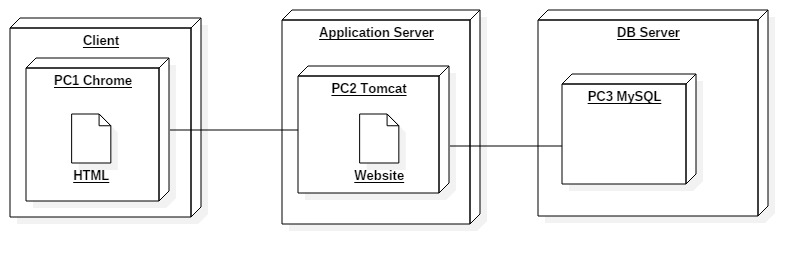 Client
PC1 Chrome
HTML
Application Server
PC2 Tomcat
Website
DB Server
PC3 MySQL